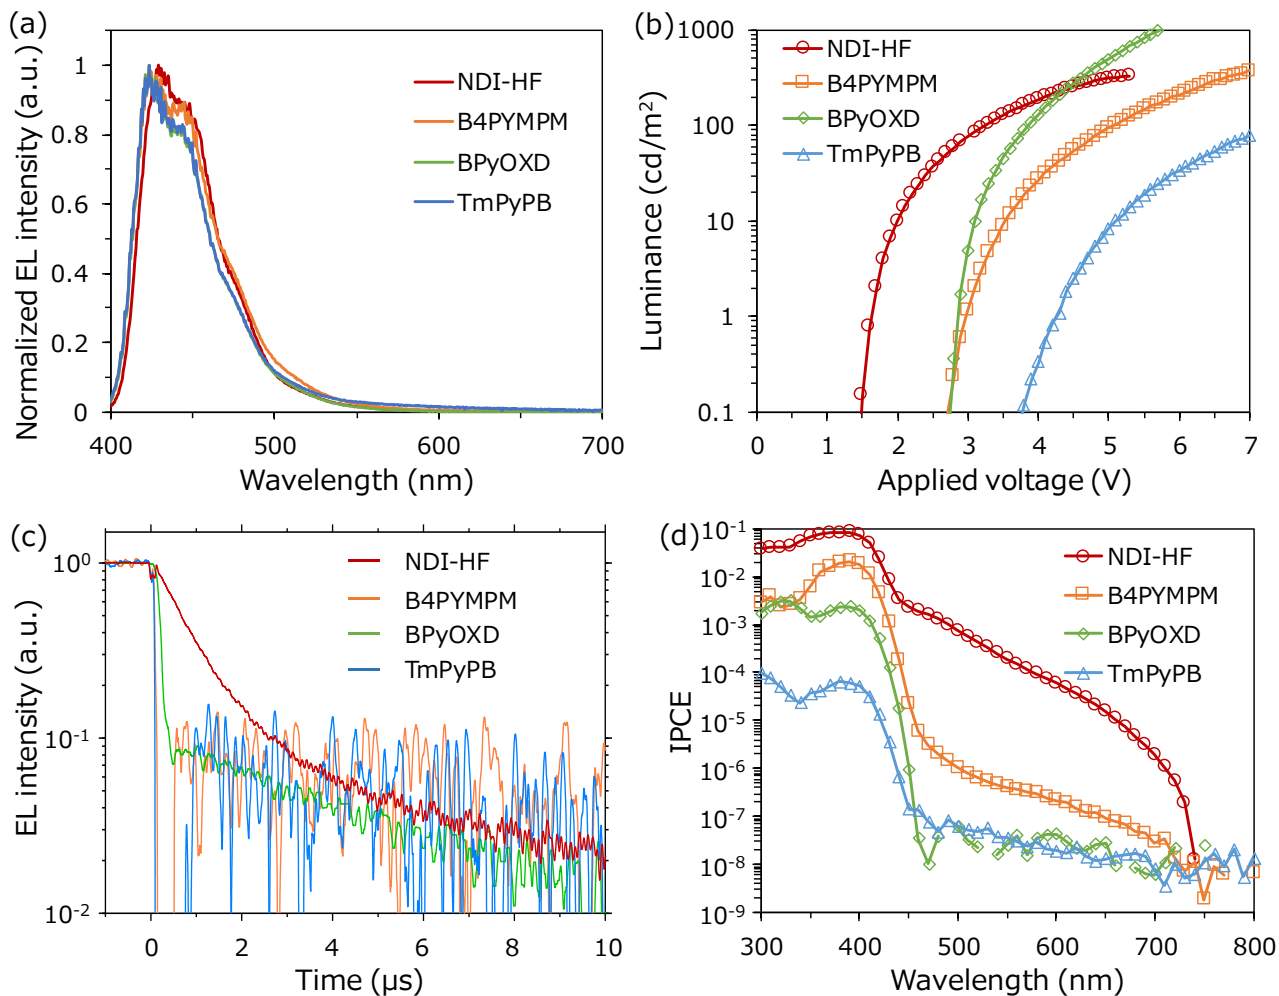 (a)
Normalized EL intensity (a.u.)
1
0.8
0.6
0.4
0.2
0
400
500
600
700
Wavelength (nm)
NDI-HF
B4PYMPM
BPyOXD
TmPyPB
(b)
Luminance (cd/m²)
1000
100
10
1
0.1
0
1
2
3
4
5
6
7
Applied voltage (V)
NDI-HF
B4PYMPM
BPyOXD
TmPyPB
(c)
EL intensity (a.u.)
10⁰
10⁻¹
10⁻²
0
2
4
6
8
10
Time (μs)
NDI-HF
B4PYMPM
BPyOXD
TmPyPB
(d)
IPCE
10⁻¹
10⁻²
10⁻³
10⁻⁴
10⁻⁵
10⁻⁶
10⁻⁷
10⁻⁸
10⁻⁹
300
400
500
600
700
800
Wavelength (nm)
NDI-HF
B4PYMPM
BPyOXD
TmPyPB